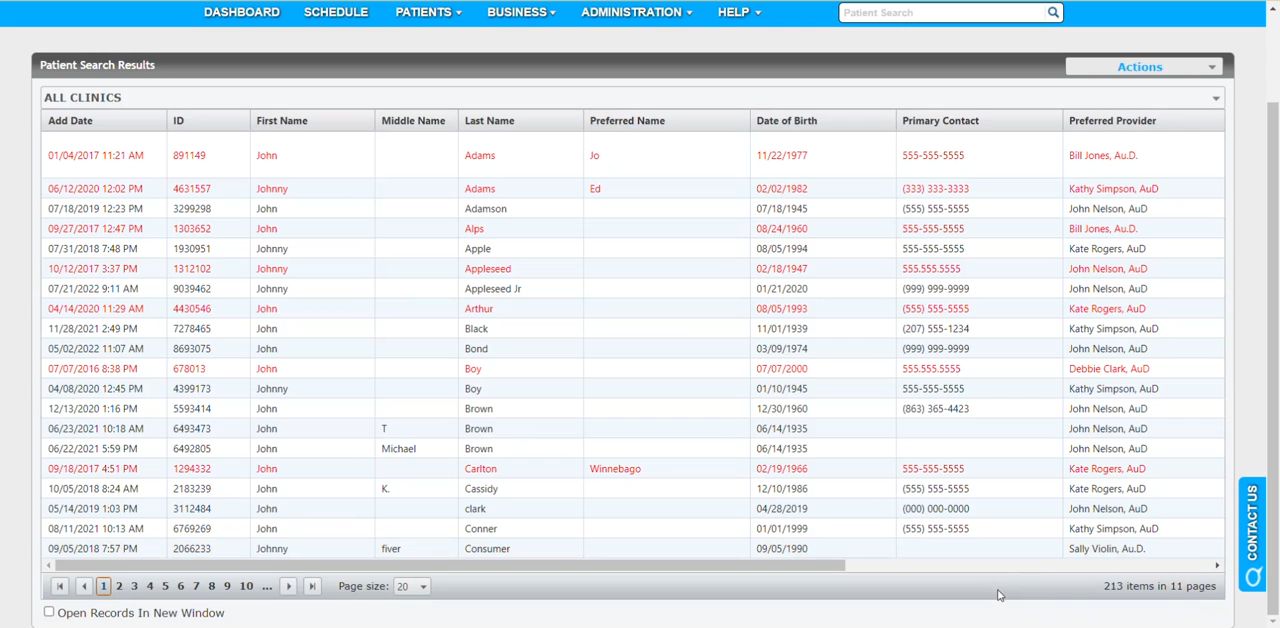 DASHBOARD SCHEDULE PATIENTS BUSINESS ADMINISTRATION HELP Patient Search
Patient Search Results Actions
ALL CLINICS
Add Date ID First Name Middle Name Last Name Preferred Name Date of Birth Primary Contact Preferred Provider
01/04/2017 11:21 AM 891149 John Adams Jo 11/22/1977 555-555-5555 Bill Jones, Au.D.
06/12/2020 12:02 PM 4631557 Johnny Adams Ed 02/02/1982 (333) 333-3333 Kathy Simpson, AuD
07/18/2019 12:23 PM 3299298 John Adamson 07/18/1945 (555) 555-5555 John Nelson, AuD
09/27/2017 12:47 PM 1303652 John Alps 08/24/1960 555-555-5555 Bill Jones, Au.D.
07/31/2018 7:48 PM 1930951 Johnny Apple 08/05/1994 555-555-5555 Kate Rogers, AuD
10/12/2017 3:37 PM 1312102 Johnny Appleseed 02/18/1947 555.555.5555 John Nelson, AuD
07/21/2022 9:11 AM 9039462 Johnny Appleseed Jr 01/21/2020 (999) 999-9999 John Nelson, AuD
04/14/2020 11:29 AM 4430546 John Arthur 08/05/1993 (555) 555-5555 Kate Rogers, AuD
11/28/2021 2:49 PM 7278465 John Black 11/01/1939 (207) 555-1234 Kathy Simpson, AuD
05/02/2022 11:07 AM 8693075 John Bond 03/09/1974 (999) 999-9999 John Nelson, AuD
07/07/2016 8:38 PM 678013 John Boy 07/07/2000 555.555.5555 Debbie Clark, AuD
04/08/2020 12:45 PM 4399173 Johnny Boy 01/10/1945 555-555-5555 Kathy Simpson, AuD
12/13/2020 1:16 PM 5593414 John Brown 12/30/1960 (863) 365-4423 John Nelson, AuD
06/23/2021 10:18 AM 6493473 John T Brown 06/14/1935 John Nelson, AuD
06/22/2021 5:59 PM 6492805 John Michael Brown 06/14/1935 John Nelson, AuD
09/18/2017 4:51 PM 1294332 John Carlton Winnebago 02/19/1966 555-555-5555 Kate Rogers, AuD
10/05/2018 8:24 AM 2183239 John K. Cassidy 12/10/1986 (555) 555-5555 Kate Rogers, AuD
05/14/2019 1:03 PM 3112484 John clark 04/28/2019 (000) 000-0000 John Nelson, AuD
08/11/2021 10:13 AM 6769269 John Conner 01/01/1999 (555) 555-5555 Kathy Simpson, AuD
09/05/2018 7:57 PM 2066233 Johnny fiver Consumer 09/05/1990 Sally Violin, Au.D.
1 2 3 4 5 6 7 8 9 10 ... Page size: 20 213 items in 11 pages
Open Records In New Window
CONTACT US